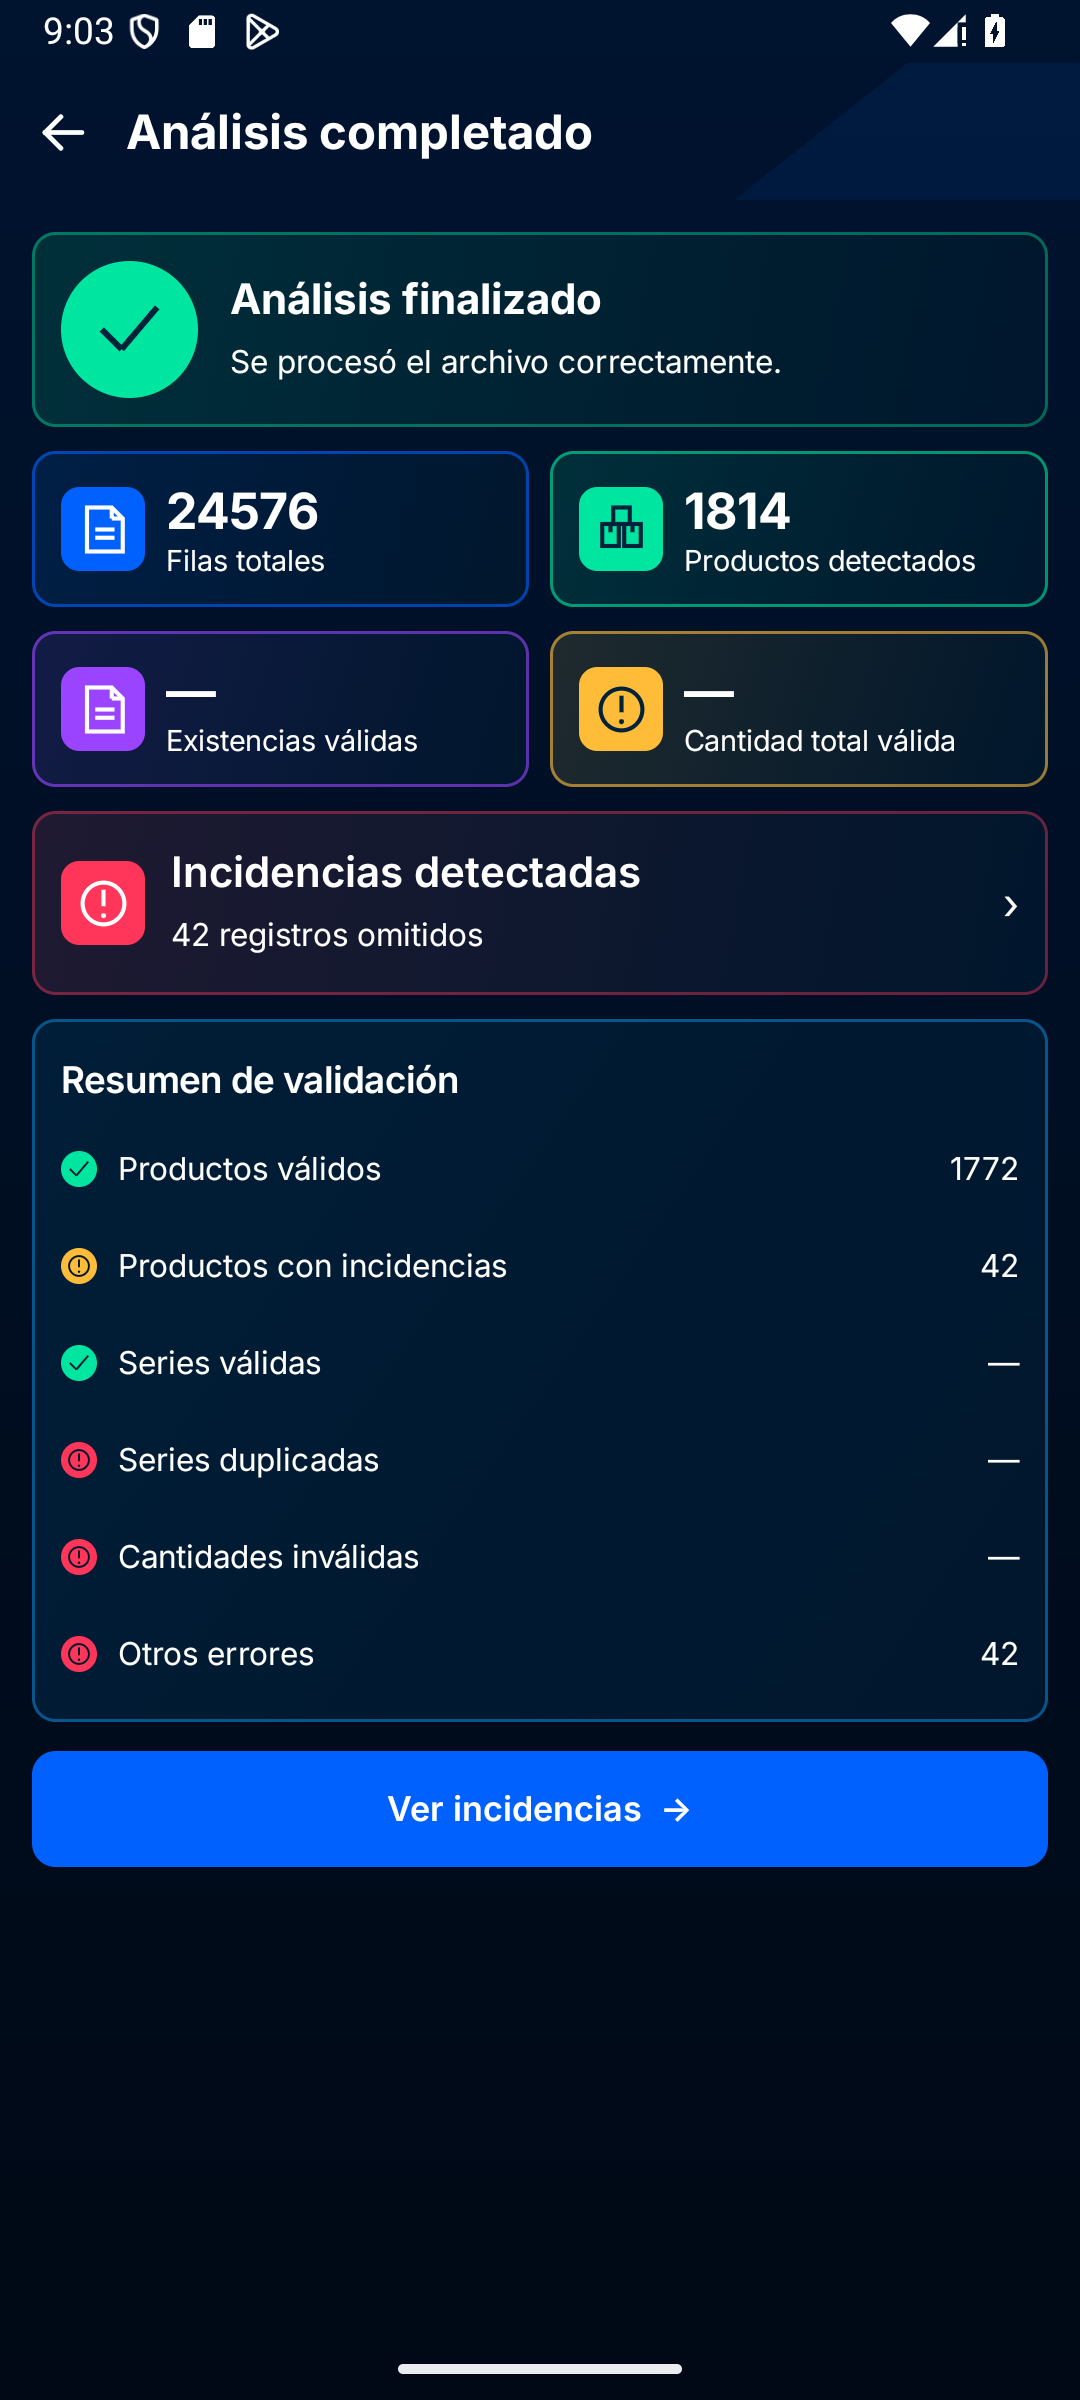 9:03
Análisis completado
Análisis finalizado
Se procesó el archivo correctamente.
24576
Filas totales
1814
Productos detectados
—
Existencias válidas
—
Cantidad total válida
Incidencias detectadas
42 registros omitidos
›
Resumen de validación
Productos válidos 1772
Productos con incidencias 42
Series válidas —
Series duplicadas —
Cantidades inválidas —
Otros errores 42
Ver incidencias →